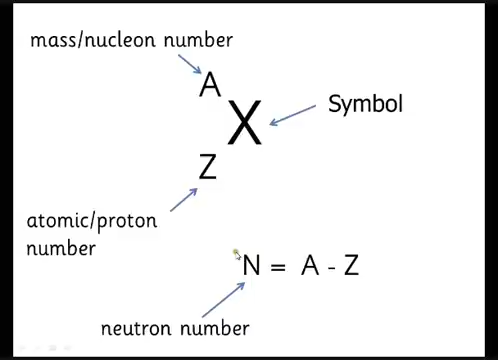 mass/nucleon number
A
X
Symbol
Z
atomic/proton
number
N = A - Z
neutron number